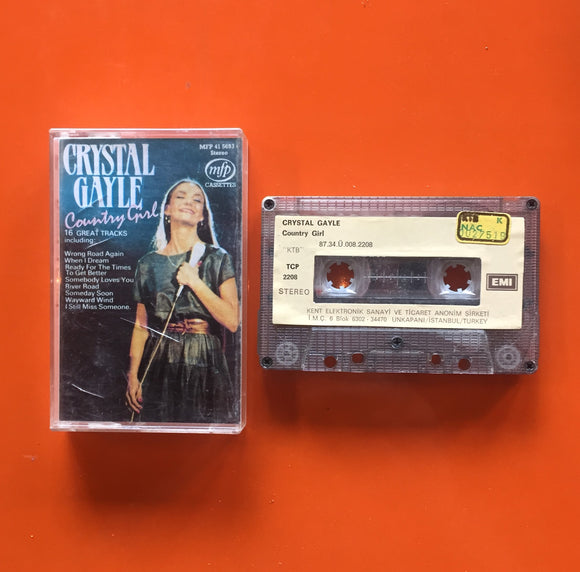 MFP 41 5693
Stereo
mfp
CASSETTES
CRYSTAL
GAYLE
Country Girl
16 GREAT TRACKS
including:
Wrong Road Again
When I Dream
Ready For The Times
To Get Better
Somebody Loves You
River Road
Someday Soon
Wayward Wind
I Still Miss Someone.
CRYSTAL GAYLE
Country Girl
87.34.Ü.008.2208
"KTB"
TCP
2208
STEREO
KTB K
NAC
1027519
EMI
KENT ELEKTRONİK SANAYİ VE TİCARET ANONİM ŞİRKETİ
İ.M.Ç. 6 Blok 6302 - 34470 UNKAPANI/İSTANBUL/TURKEY